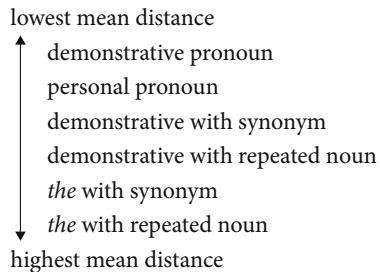 lowest mean distance
demonstrative pronoun
personal pronoun
demonstrative with synonym
demonstrative with repeated noun
the with synonym
the with repeated noun
highest mean distance